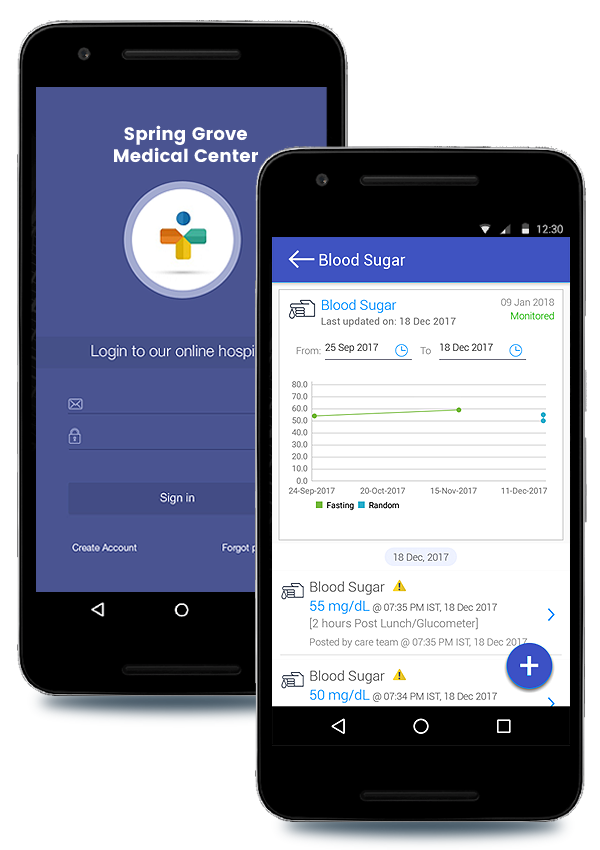 Spring Grove
Medical Center
Login to our online hospi
Sign in
Create Account
Forgot p
12:30
Blood Sugar
Blood Sugar
09 Jan 2018
Last updated on: 18 Dec 2017
Monitored
From: 25 Sep 2017 To 18 Dec 2017
80.0
70.0
60.0
50.0
40.0
30.0
20.0
10.0
0.0
24-Sep-2017 20-Oct-2017 15-Nov-2017 11-Dec-2017
Fasting Random
18 Dec, 2017
Blood Sugar
55 mg/dL @ 07:35 PM IST, 18 Dec 2017
[2 hours Post Lunch/Glucometer]
Posted by care team @ 07:35 PM IST, 18 Dec 2017
Blood Sugar
50 mg/dL @ 07:34 PM IST, 18 Dec 2017